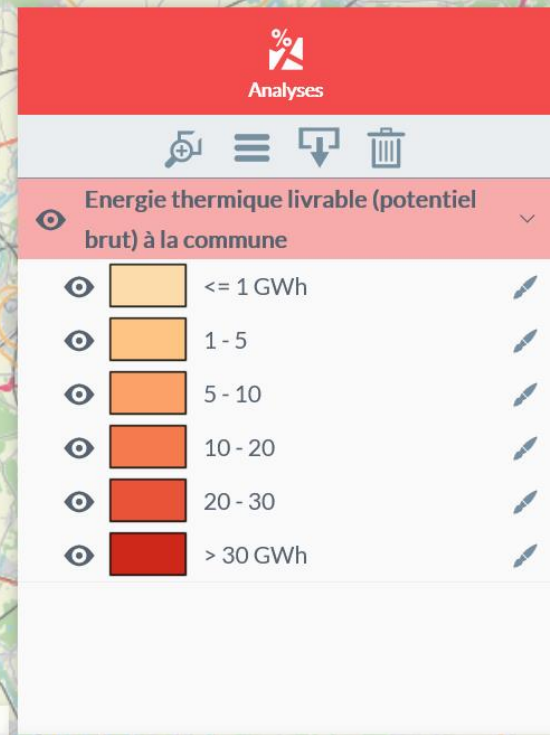 %
Analyses
Energie thermique livrable (potentiel
brut) à la commune
<= 1 GWh
1 - 5
5 - 10
10 - 20
20 - 30
> 30 GWh